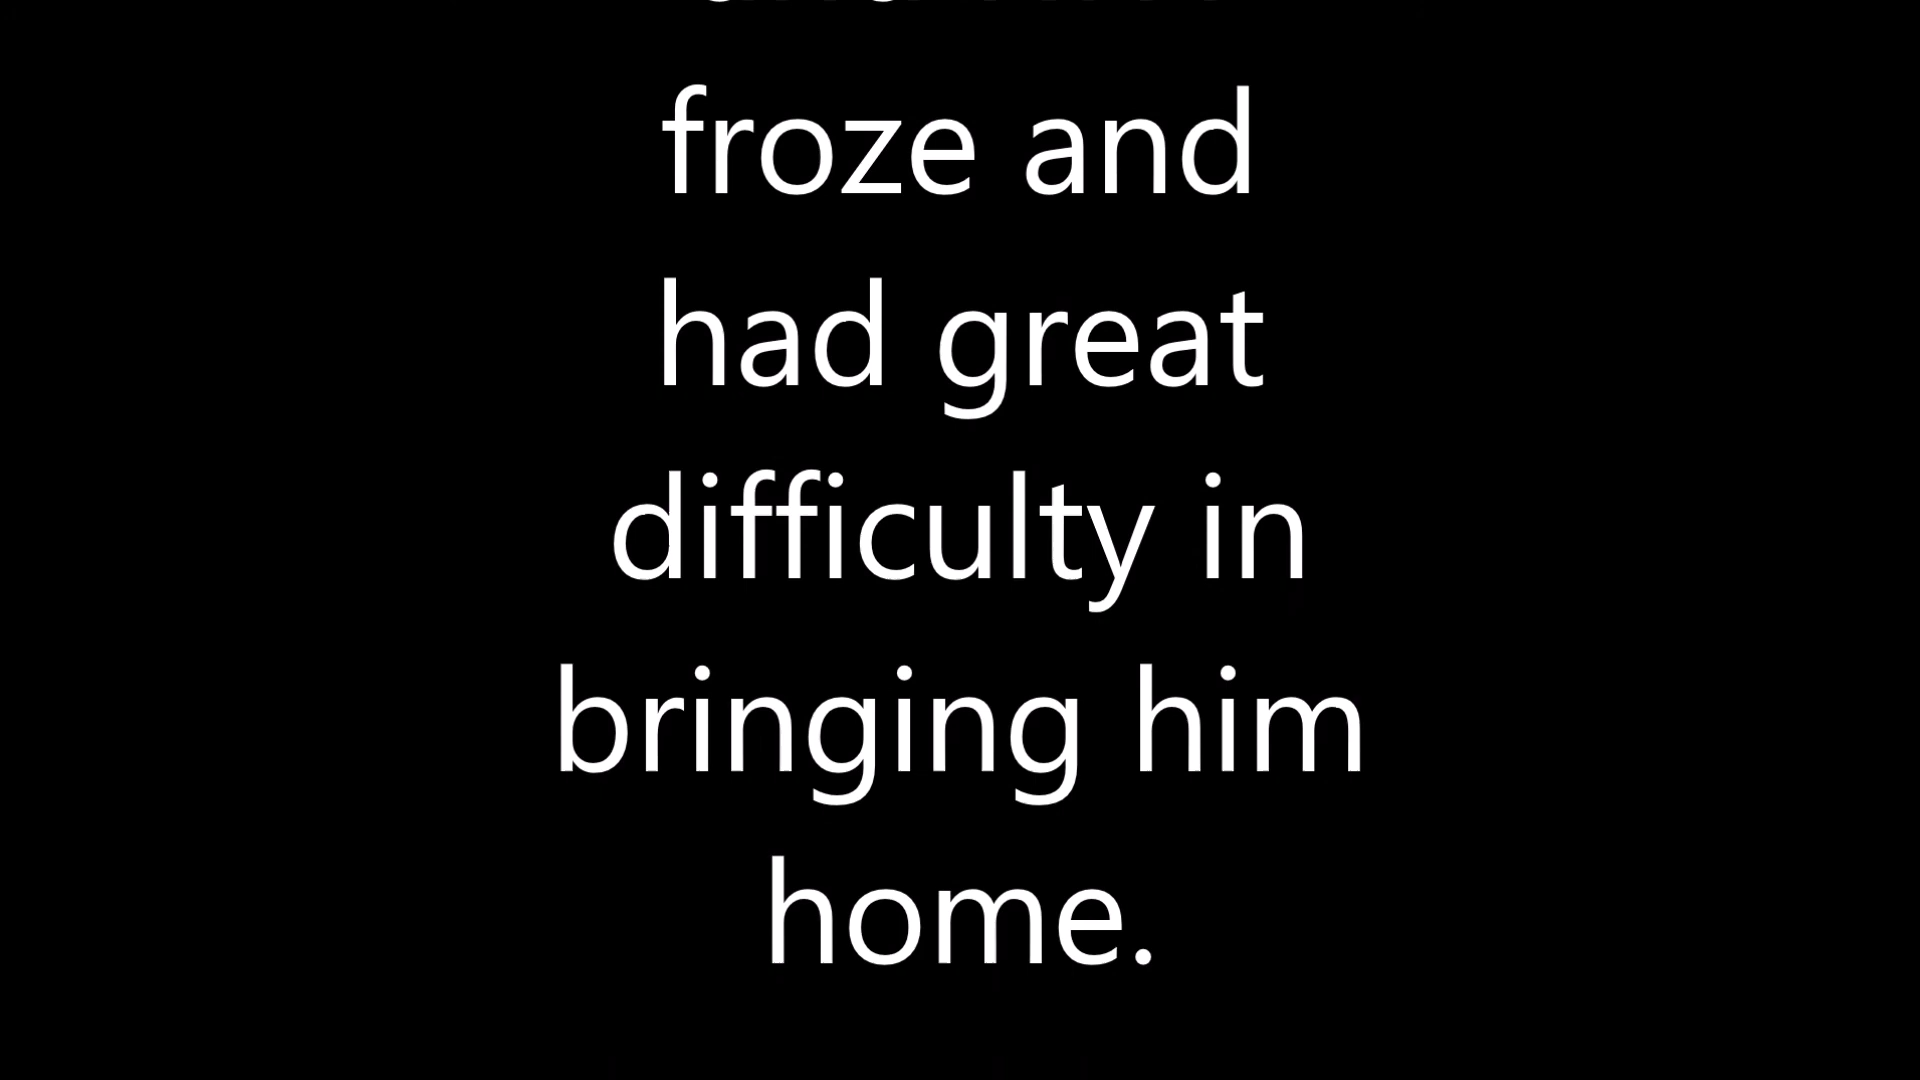 froze and
had great
difficulty in
bringing him
home.